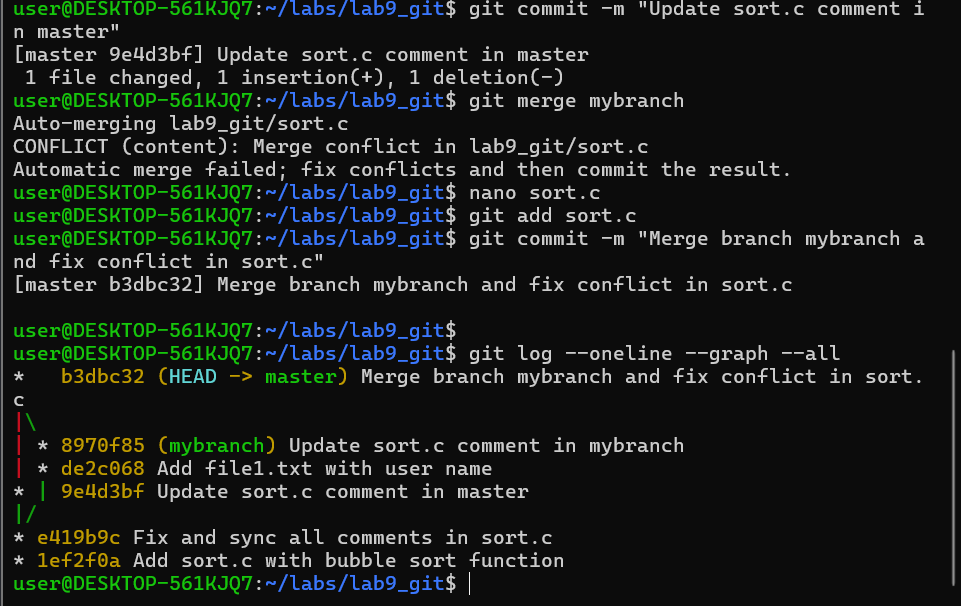 user@DESKTOP-561KJQ7:~/labs/lab9_git$ git commit -m "Update sort.c comment i
n master"
[master 9e4d3bf] Update sort.c comment in master
 1 file changed, 1 insertion(+), 1 deletion(-)
user@DESKTOP-561KJQ7:~/labs/lab9_git$ git merge mybranch
Auto-merging lab9_git/sort.c
CONFLICT (content): Merge conflict in lab9_git/sort.c
Automatic merge failed; fix conflicts and then commit the result.
user@DESKTOP-561KJQ7:~/labs/lab9_git$ nano sort.c
user@DESKTOP-561KJQ7:~/labs/lab9_git$ git add sort.c
user@DESKTOP-561KJQ7:~/labs/lab9_git$ git commit -m "Merge branch mybranch a
nd fix conflict in sort.c"
[master b3dbc32] Merge branch mybranch and fix conflict in sort.c

user@DESKTOP-561KJQ7:~/labs/lab9_git$
user@DESKTOP-561KJQ7:~/labs/lab9_git$ git log --oneline --graph --all
*   b3dbc32 (HEAD -> master) Merge branch mybranch and fix conflict in sort.
c
|\
| * 8970f85 (mybranch) Update sort.c comment in mybranch
| * de2c068 Add file1.txt with user name
* | 9e4d3bf Update sort.c comment in master
|/
* e419b9c Fix and sync all comments in sort.c
* 1ef2f0a Add sort.c with bubble sort function
user@DESKTOP-561KJQ7:~/labs/lab9_git$